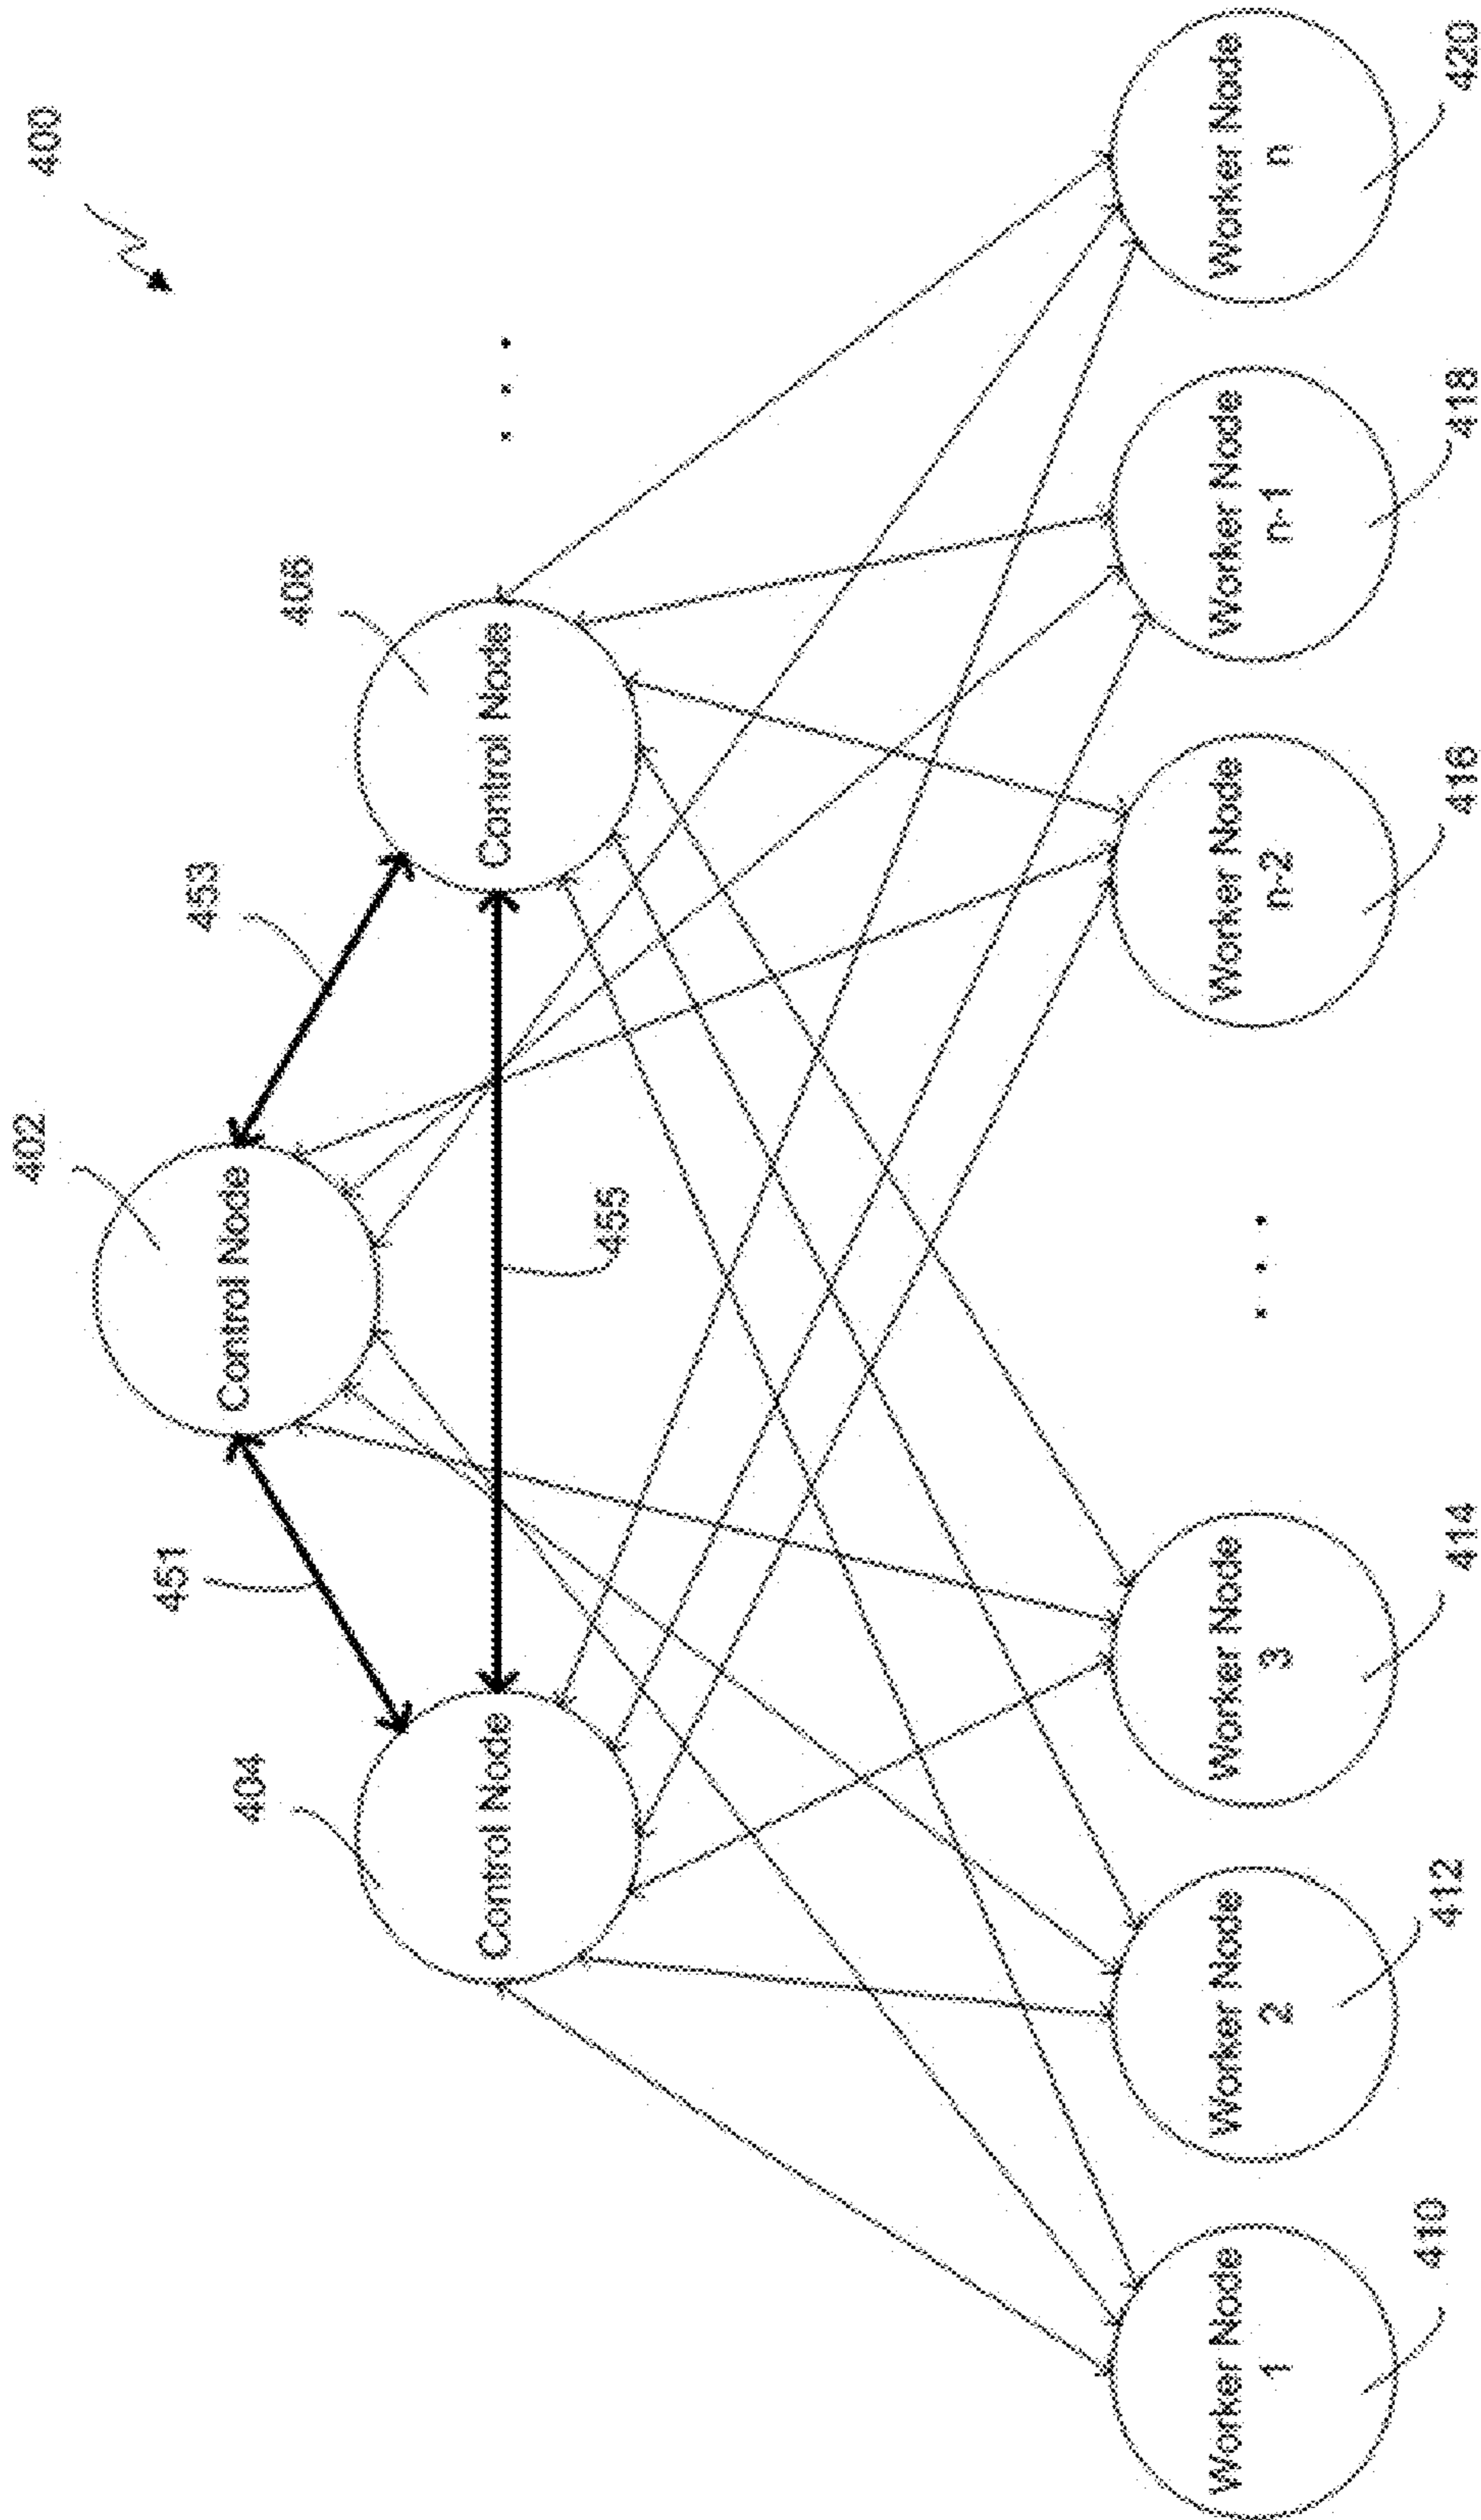 400
402
451
453
Control Node
404
406
Control Node
Control Node
. . .
455
Worker Node
1
Worker Node
2
Worker Node
3
. . .
Worker Node
n-2
Worker Node
n-1
Worker Node
n
410
412
414
416
418
420